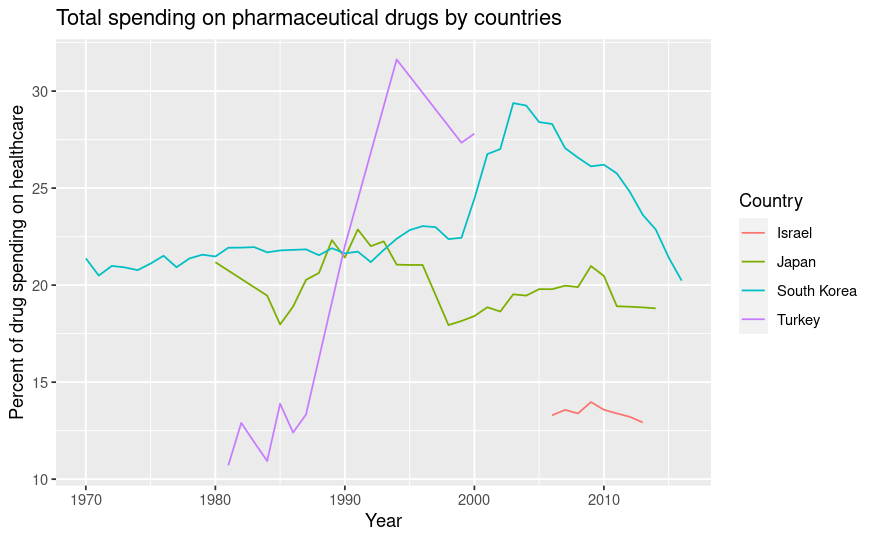 Total spending on pharmaceutical drugs by countries
Percent of drug spending on healthcare
30
25
20
15
10
1970 1980 1990 2000 2010
Year
Country
Israel
Japan
South Korea
Turkey